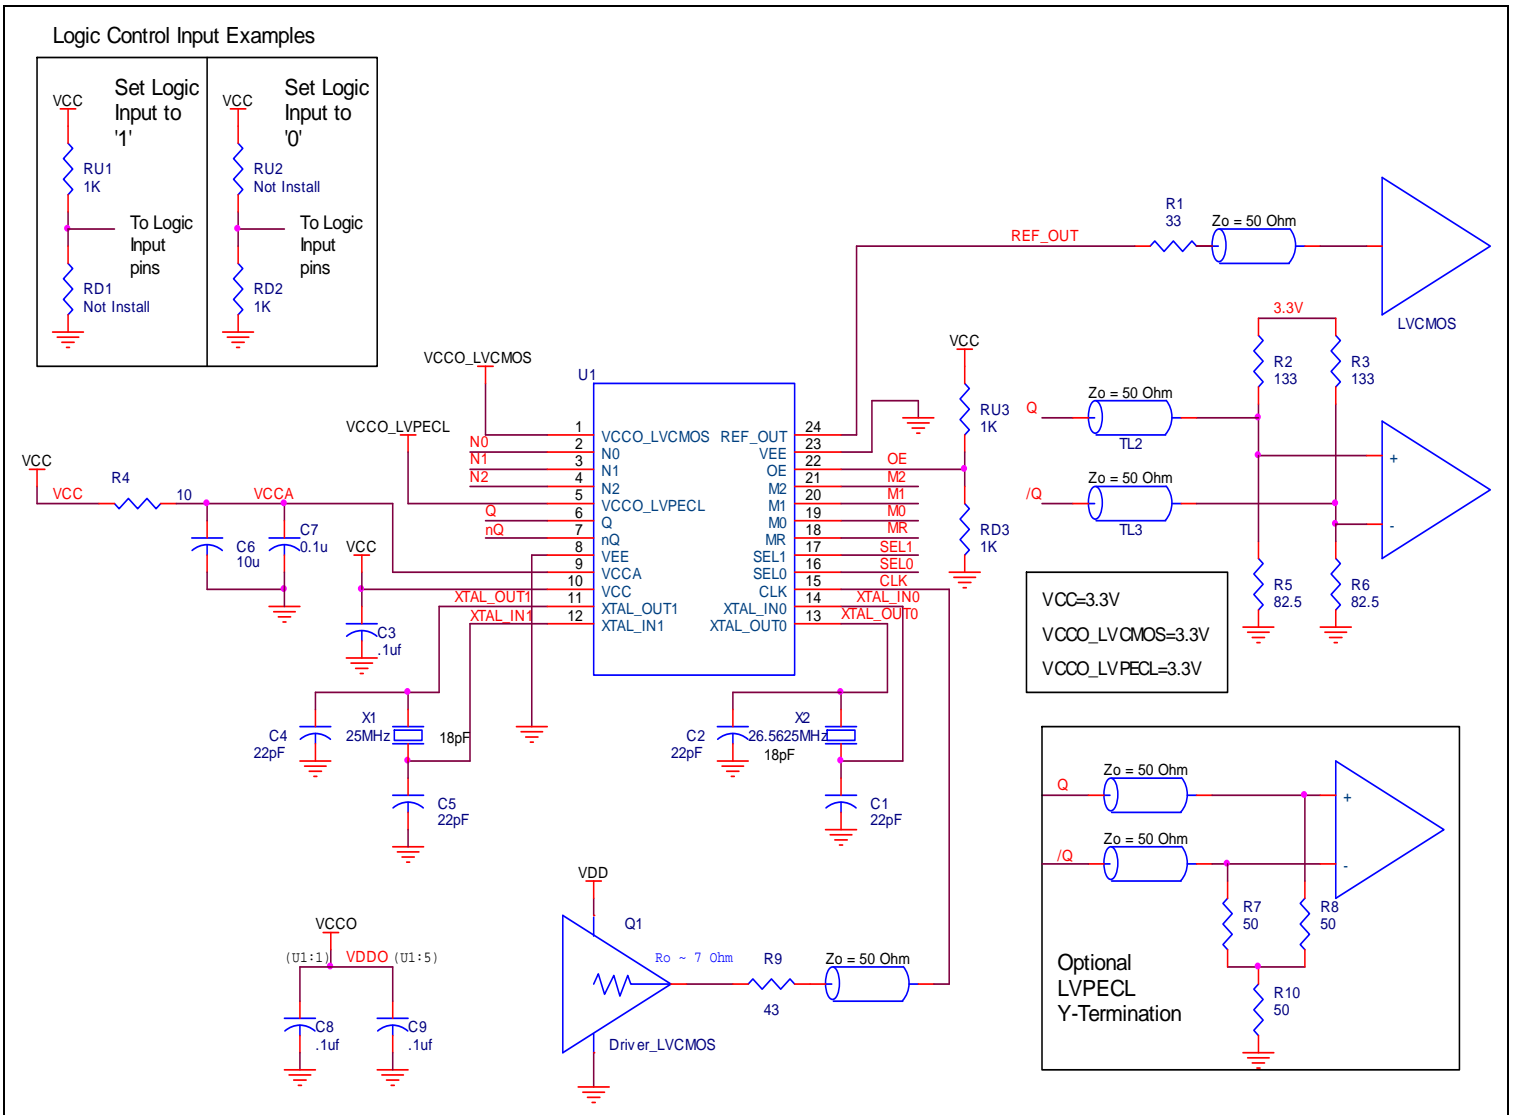 Logic Control Input Examples
Set Logic
Input to
'1'
VCC
RU1
1K
To Logic
Input
pins
RD1
Not Install
Set Logic
Input to
'0'
VCC
RU2
Not Install
To Logic
Input
pins
RD2
1K
R1
33
Zo = 50 Ohm
REF_OUT
LVCMOS
3.3V
R2
133
R3
133
Zo = 50 Ohm
Q
TL2
Zo = 50 Ohm
/Q
TL3
+
-
R5
82.5
R6
82.5
VCC
RU3
1K
RD3
1K
VCCO_LVCMOS
VCCO_LVPECL
U1
1 VCCO_LVCMOS
N0 2 N0
N1 3 N1
N2 4 N2
5 VCCO_LVPECL
Q 6 Q
nQ 7 nQ
8 VEE
9 VCCA
10 VCC
XTAL_OUT1 11 XTAL_OUT1
XTAL_IN1 12 XTAL_IN1
REF_OUT 24
VEE 23
OE 22 OE
M2 21 M2
M1 20 M1
M0 19 M0
MR 18 MR
SEL1 17 SEL1
SEL0 16 SEL0
CLK 15 CLK
XTAL_IN0 14 XTAL_IN0
XTAL_OUT0 13 XTAL_OUT0
VCC
VCC
R4
10
VCCA
C6
10u
C7
0.1u
VCC
C3
.1uf
C4
22pF
X1
25MHz
18pF
C5
22pF
C2
22pF
X2
26.5625MHz
18pF
C1
22pF
VCC=3.3V
VCCO_LVCMOS=3.3V
VCCO_LVPECL=3.3V
VCCO
(U1:1) VDDO (U1:5)
C8
.1uf
C9
.1uf
VDD
Q1
Ro ~ 7 Ohm
Driver_LVCMOS
R9
43
Zo = 50 Ohm
Q
Zo = 50 Ohm
/Q
Zo = 50 Ohm
+
-
R7
50
R8
50
R10
50
Optional
LVPECL
Y-Termination